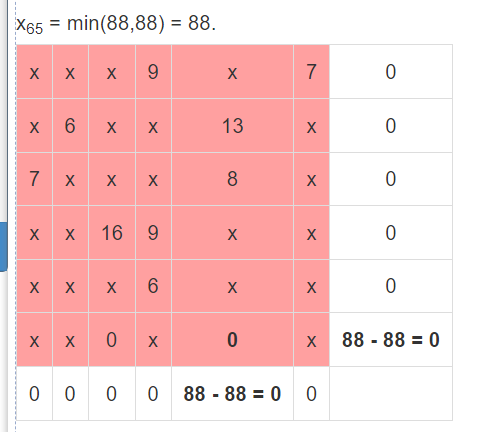 x65 = min(88,88) = 88.
x x x 9 x 7 0
x 6 x x 13 x 0
7 x x x 8 x 0
x x 16 9 x x 0
x x x 6 x x 0
x x 0 x 0 x 88 - 88 = 0
0 0 0 0 88 - 88 = 0 0